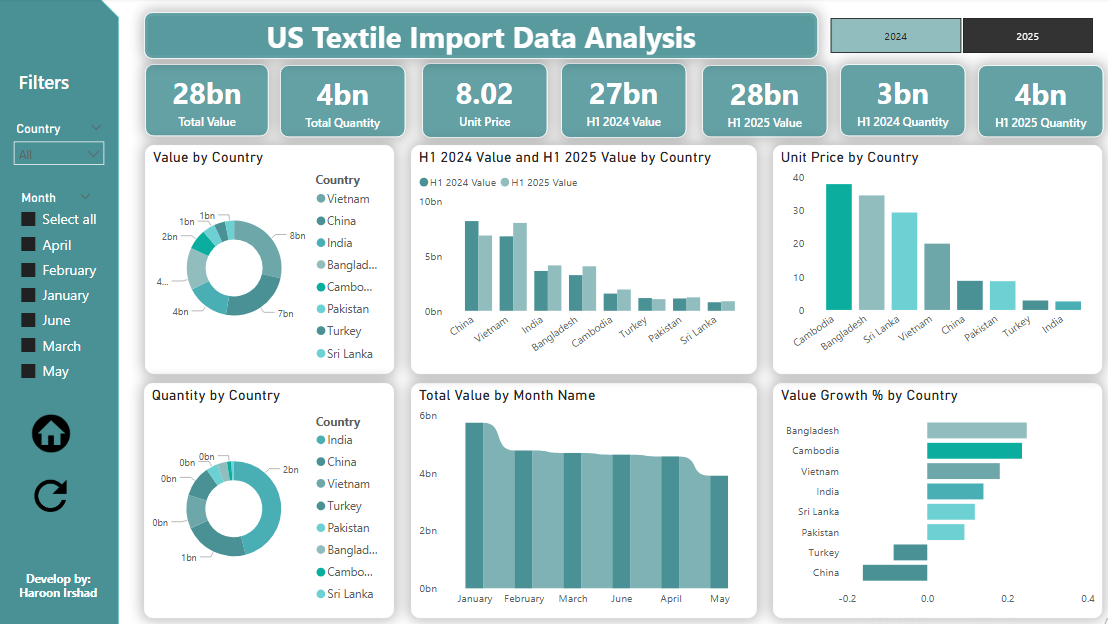 US Textile Import Data Analysis
2024
2025
Filters
Country
All
Month
Select all
April
February
January
June
March
May
Develop by:
Haroon Irshad
28bn
Total Value
4bn
Total Quantity
8.02
Unit Price
27bn
H1 2024 Value
28bn
H1 2025 Value
3bn
H1 2024 Quantity
4bn
H1 2025 Quantity
Value by Country
1bn
1bn
2bn
4...
4bn
7bn
8bn
Country
Vietnam
China
India
Banglad...
Cambo...
Pakistan
Turkey
Sri Lanka
H1 2024 Value and H1 2025 Value by Country
H1 2024 Value H1 2025 Value
10bn
5bn
0bn
China
Vietnam
India
Bangladesh
Cambodia
Turkey
Pakistan
Sri Lanka
Unit Price by Country
40
30
20
10
0
Cambodia
Bangladesh
Sri Lanka
Vietnam
China
Pakistan
Turkey
India
Quantity by Country
0bn
0bn
0bn
0bn
1bn
2bn
Country
India
China
Vietnam
Turkey
Pakistan
Banglad...
Cambo...
Sri Lanka
Total Value by Month Name
6bn
4bn
2bn
0bn
January February March June April May
Value Growth % by Country
Bangladesh
Cambodia
Vietnam
India
Sri Lanka
Pakistan
Turkey
China
-0.2 0.0 0.2 0.4